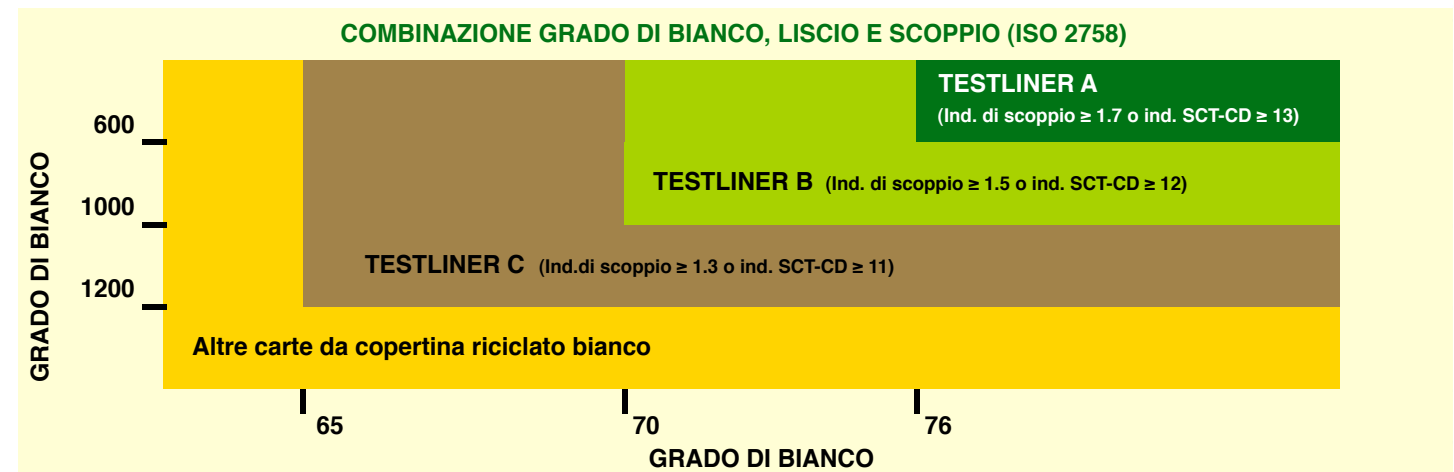 COMBINAZIONE GRADO DI BIANCO, LISCIO E SCOPPIO (ISO 2758)
TESTLINER A
(Ind. di scoppio ≥ 1.7 o ind. SCT-CD ≥ 13)
600
TESTLINER B (Ind. di scoppio ≥ 1.5 o ind. SCT-CD ≥ 12)
1000
TESTLINER C (Ind.di scoppio ≥ 1.3 o ind. SCT-CD ≥ 11)
1200
GRADO DI BIANCO
Altre carte da copertina riciclato bianco
65
70
76
GRADO DI BIANCO